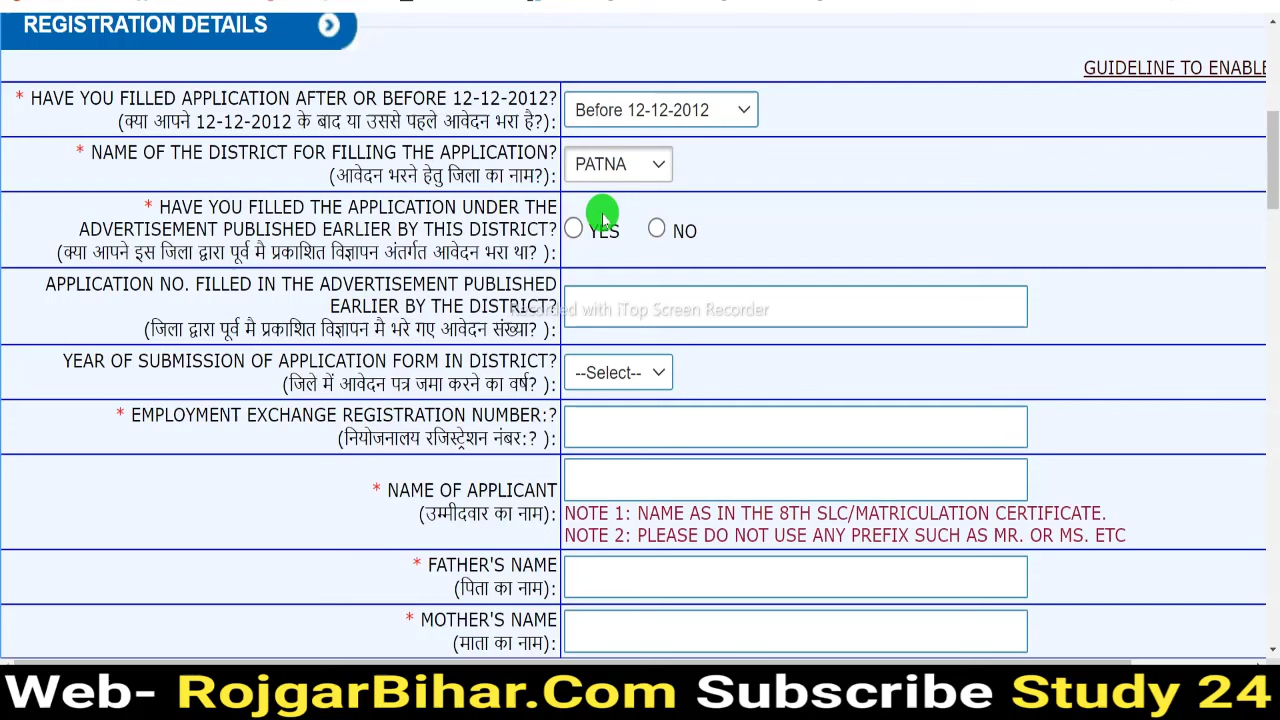 REGISTRATION DETAILS
GUIDELINE TO ENABLE
* HAVE YOU FILLED APPLICATION AFTER OR BEFORE 12-12-2012?
(क्या आपने 12-12-2012 के बाद या उससे पहले आवेदन भरा है?):
Before 12-12-2012
* NAME OF THE DISTRICT FOR FILLING THE APPLICATION?
(आवेदन भरने हेतु जिला का नाम?):
PATNA
* HAVE YOU FILLED THE APPLICATION UNDER THE
ADVERTISEMENT PUBLISHED EARLIER BY THIS DISTRICT?
(क्या आपने इस जिला द्वारा पूर्व मै प्रकाशित विज्ञापन अंतर्गत आवेदन भरा था? ):
YES NO
APPLICATION NO. FILLED IN THE ADVERTISEMENT PUBLISHED
EARLIER BY THE DISTRICT?
(जिला द्वारा पूर्व मै प्रकाशित विज्ञापन मै भरे गए आवेदन संख्या? ):
Recorded with iTop Screen Recorder
YEAR OF SUBMISSION OF APPLICATION FORM IN DISTRICT?
(जिले में आवेदन पत्र जमा करने का वर्ष? ):
--Select--
* EMPLOYMENT EXCHANGE REGISTRATION NUMBER:?
(नियोजनालय रजिस्ट्रेशन नंबर:? ):
* NAME OF APPLICANT
(उम्मीदवार का नाम):
NOTE 1: NAME AS IN THE 8TH SLC/MATRICULATION CERTIFICATE.
NOTE 2: PLEASE DO NOT USE ANY PREFIX SUCH AS MR. OR MS. ETC
* FATHER'S NAME
(पिता का नाम):
* MOTHER'S NAME
(माता का नाम):
Web- RojgarBihar.Com Subscribe Study 24